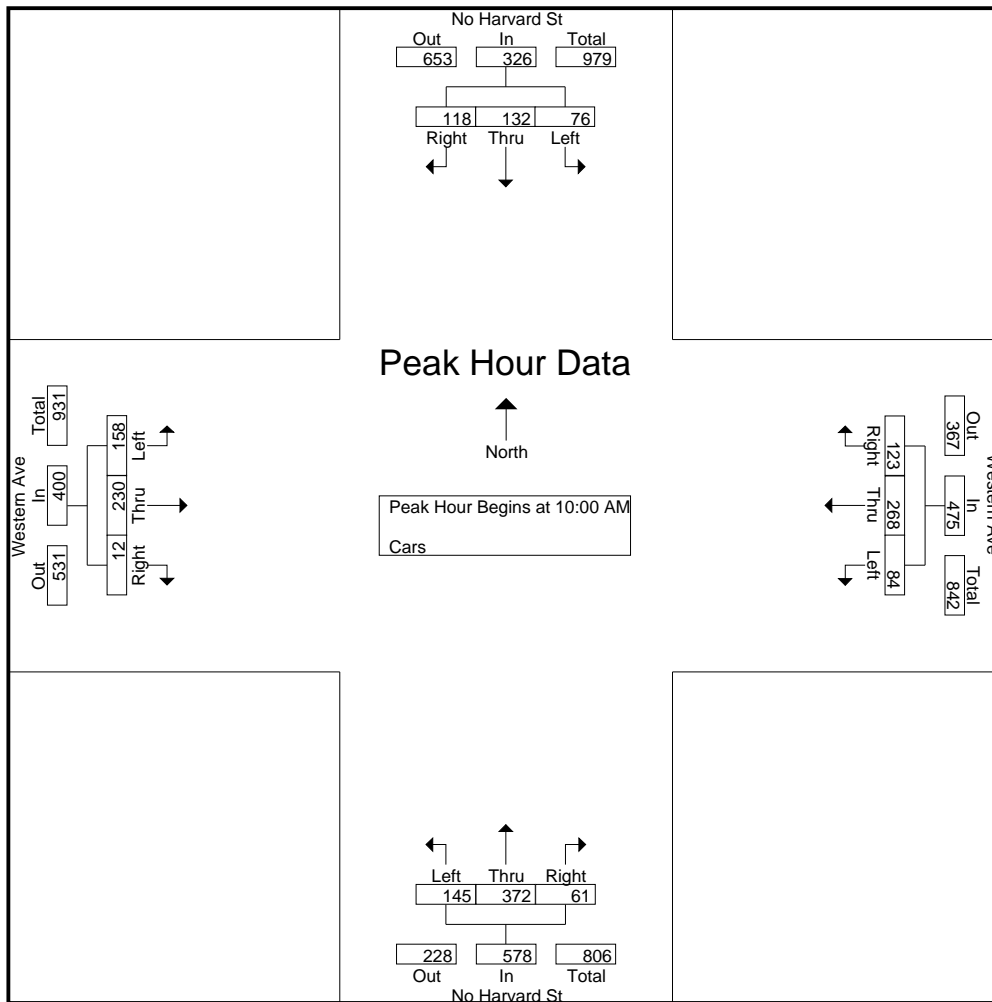 No Harvard St
Out In Total
653 326 979
118 132 76
Right Thru Left
Peak Hour Data
North
Peak Hour Begins at 10:00 AM
Cars
Western Ave
Out In Total
531 400 931
Right Thru Left
12 230 158
Western Ave
Out In Total
367 475 842
Right Thru Left
123 268 84
Left Thru Right
145 372 61
228 578 806
Out In Total
No Harvard St